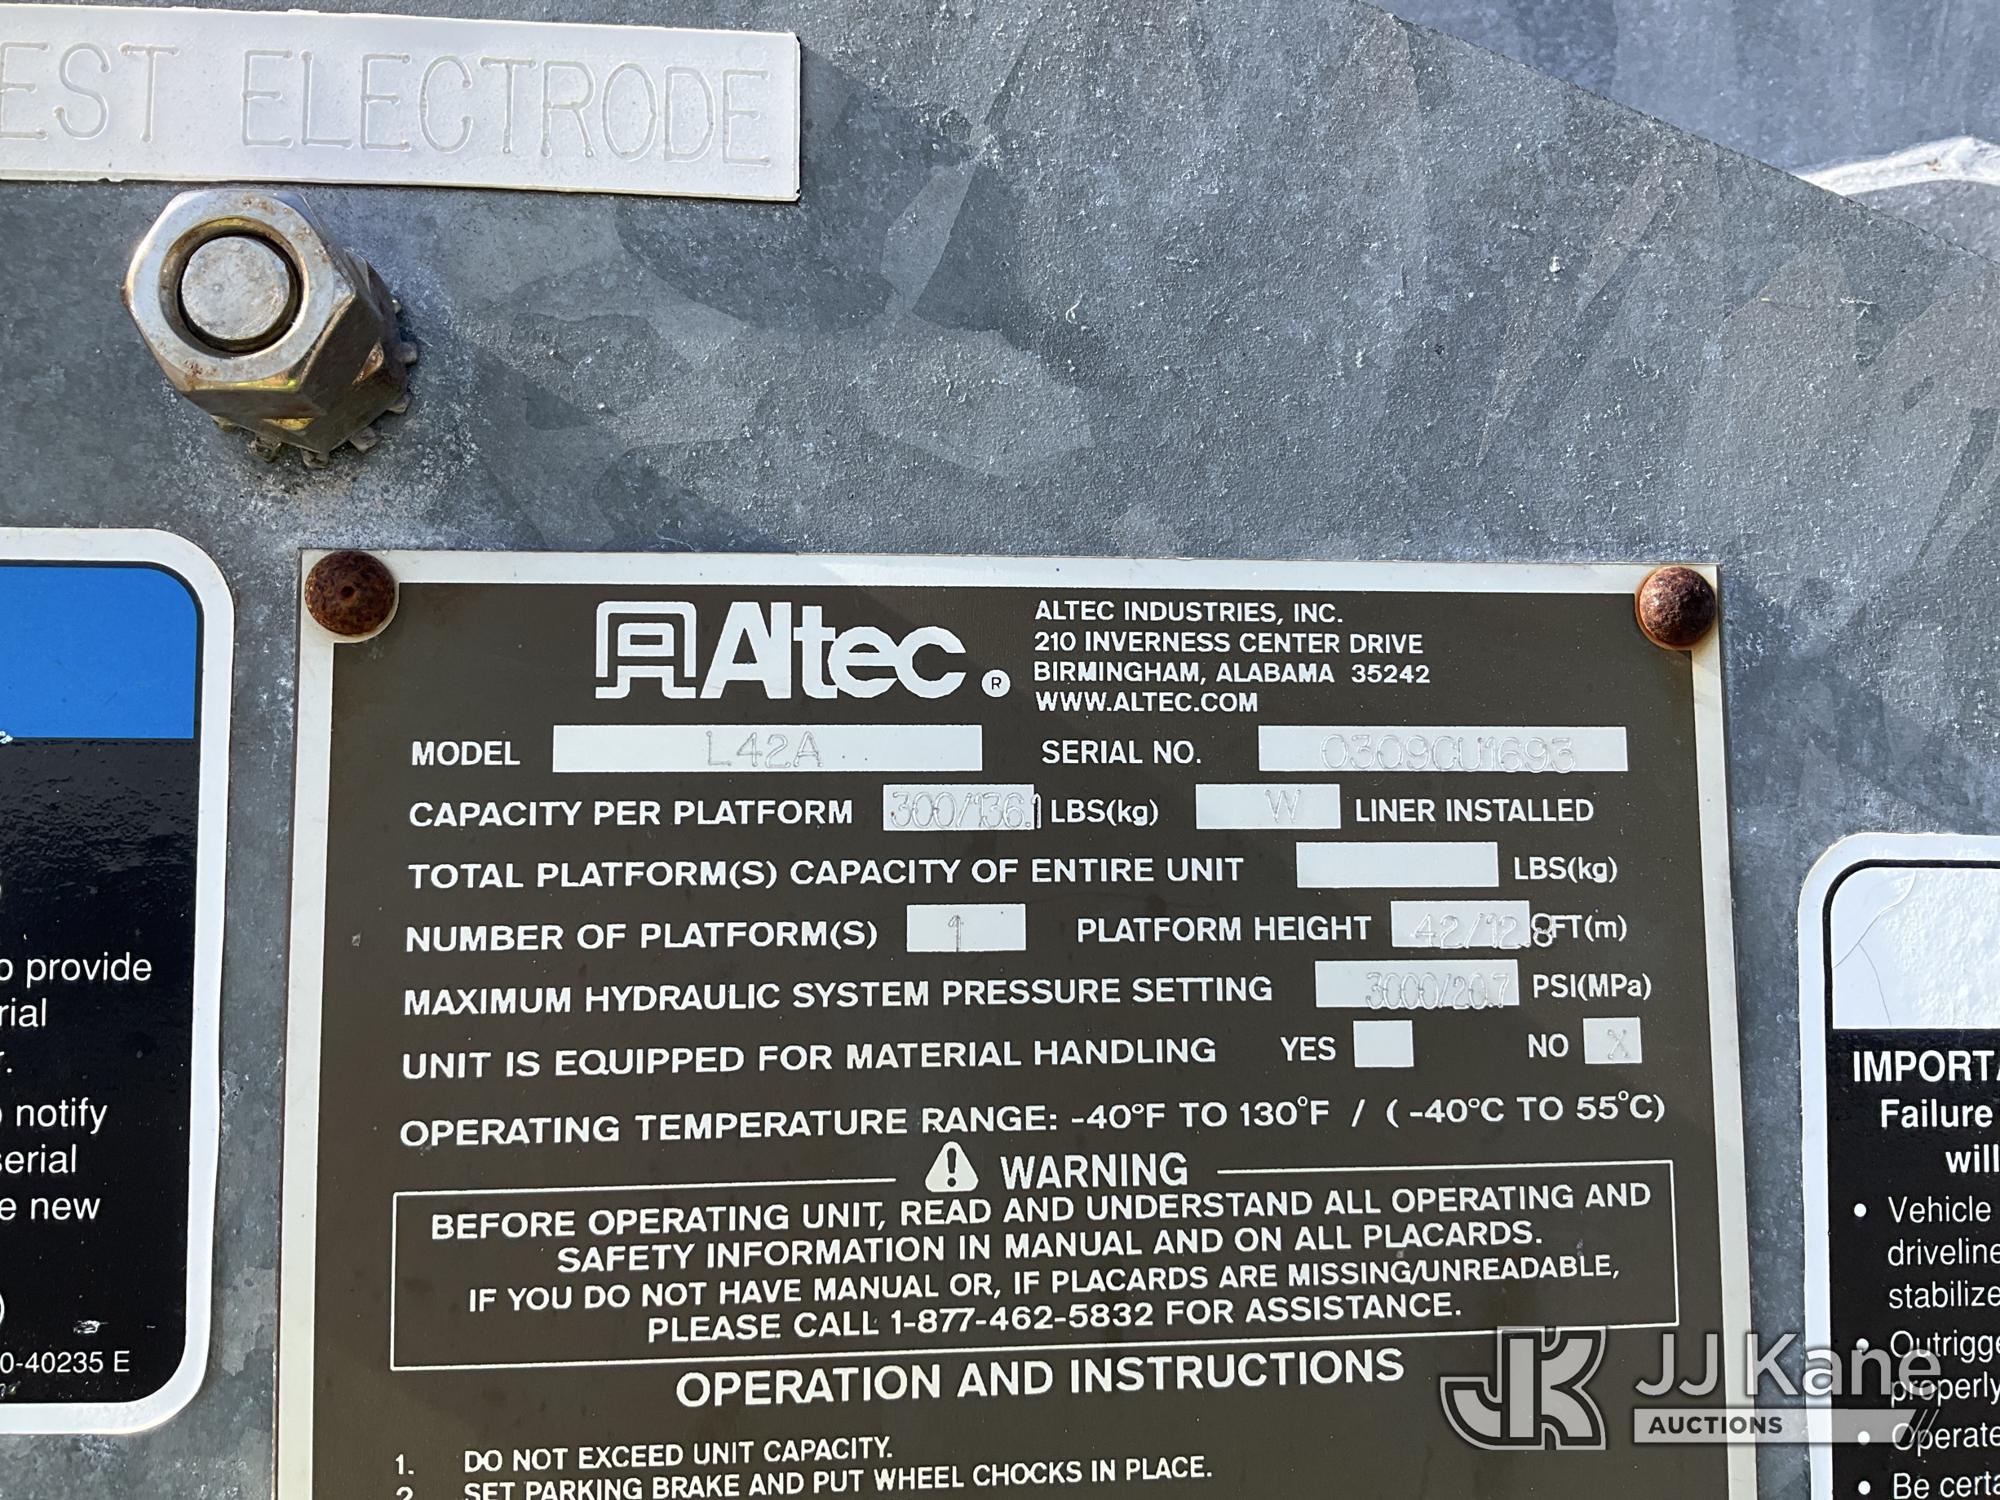 EST ELECTRODE
Altec ®
ALTEC INDUSTRIES, INC.
210 INVERNESS CENTER DRIVE
BIRMINGHAM, ALABAMA 35242
WWW.ALTEC.COM
MODEL L42A SERIAL NO. 0309CU1693
CAPACITY PER PLATFORM 300/136.1 LBS(kg) W LINER INSTALLED
TOTAL PLATFORM(S) CAPACITY OF ENTIRE UNIT LBS(kg)
NUMBER OF PLATFORM(S) 1 PLATFORM HEIGHT 42/12.8 FT(m)
MAXIMUM HYDRAULIC SYSTEM PRESSURE SETTING 3000/20.7 PSI(MPa)
UNIT IS EQUIPPED FOR MATERIAL HANDLING YES NO X
OPERATING TEMPERATURE RANGE: -40°F TO 130°F / ( -40°C TO 55°C)
WARNING
BEFORE OPERATING UNIT, READ AND UNDERSTAND ALL OPERATING AND
SAFETY INFORMATION IN MANUAL AND ON ALL PLACARDS.
IF YOU DO NOT HAVE MANUAL OR, IF PLACARDS ARE MISSING/UNREADABLE,
PLEASE CALL 1-877-462-5832 FOR ASSISTANCE.
OPERATION AND INSTRUCTIONS
1. DO NOT EXCEED UNIT CAPACITY.
2. SET PARKING BRAKE AND PUT WHEEL CHOCKS IN PLACE.
o provide
rial
r.
o notify
serial
e new
0-40235 E
IMPORTA
Failure
will
• Vehicle
driveline
stabilize
• Outrigge
properly
• Operate
• Be certa
JK JJ Kane
AUCTIONS